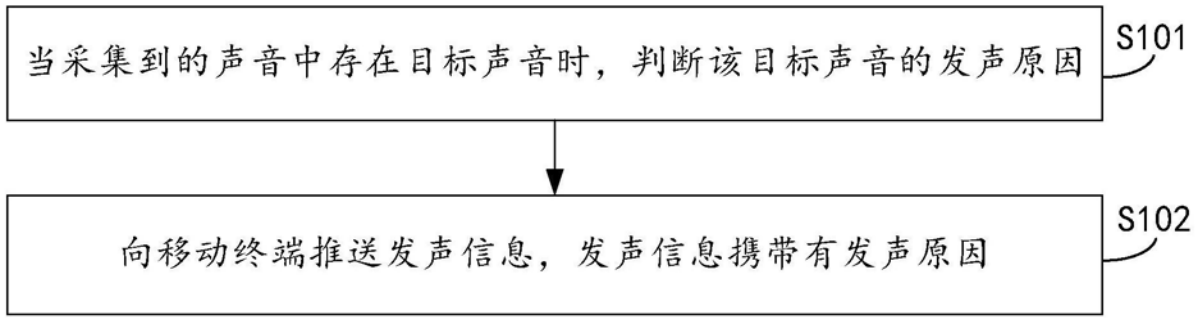 当采集到的声音中存在目标声音时，判断该目标声音的发声原因
S101
向移动终端推送发声信息，发声信息携带有发声原因
S102